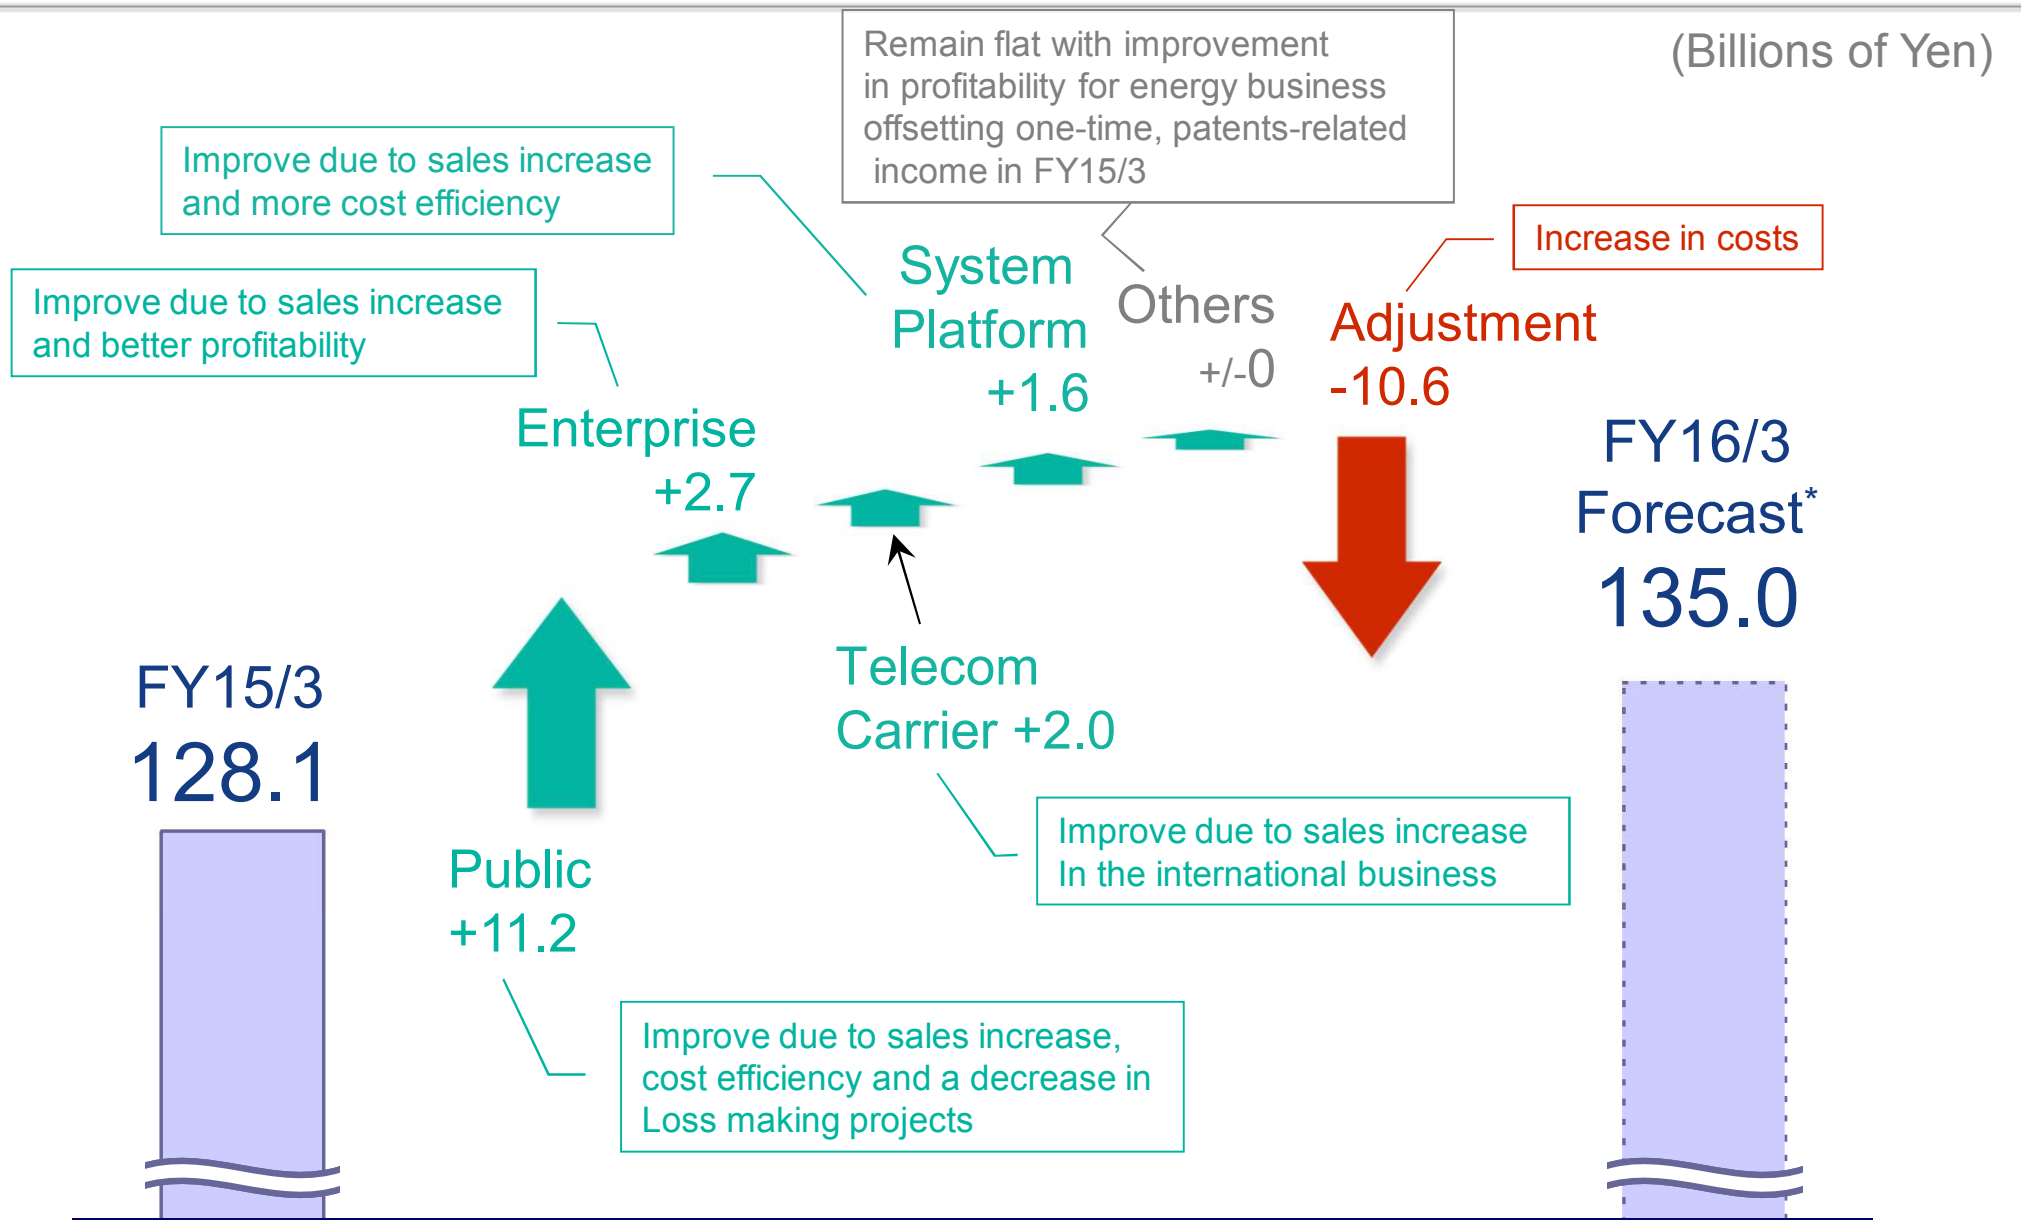 (Billions of Yen)
Remain flat with improvement
in profitability for energy business
offsetting one-time, patents-related
income in FY15/3
Improve due to sales increase
and more cost efficiency
Increase in costs
Improve due to sales increase
and better profitability
System
Platform
+1.6
Others
+/-0
Adjustment
-10.6
Enterprise
+2.7
FY16/3
Forecast*
135.0
FY15/3
128.1
Telecom
Carrier +2.0
Improve due to sales increase
In the international business
Public
+11.2
Improve due to sales increase,
cost efficiency and a decrease in
Loss making projects